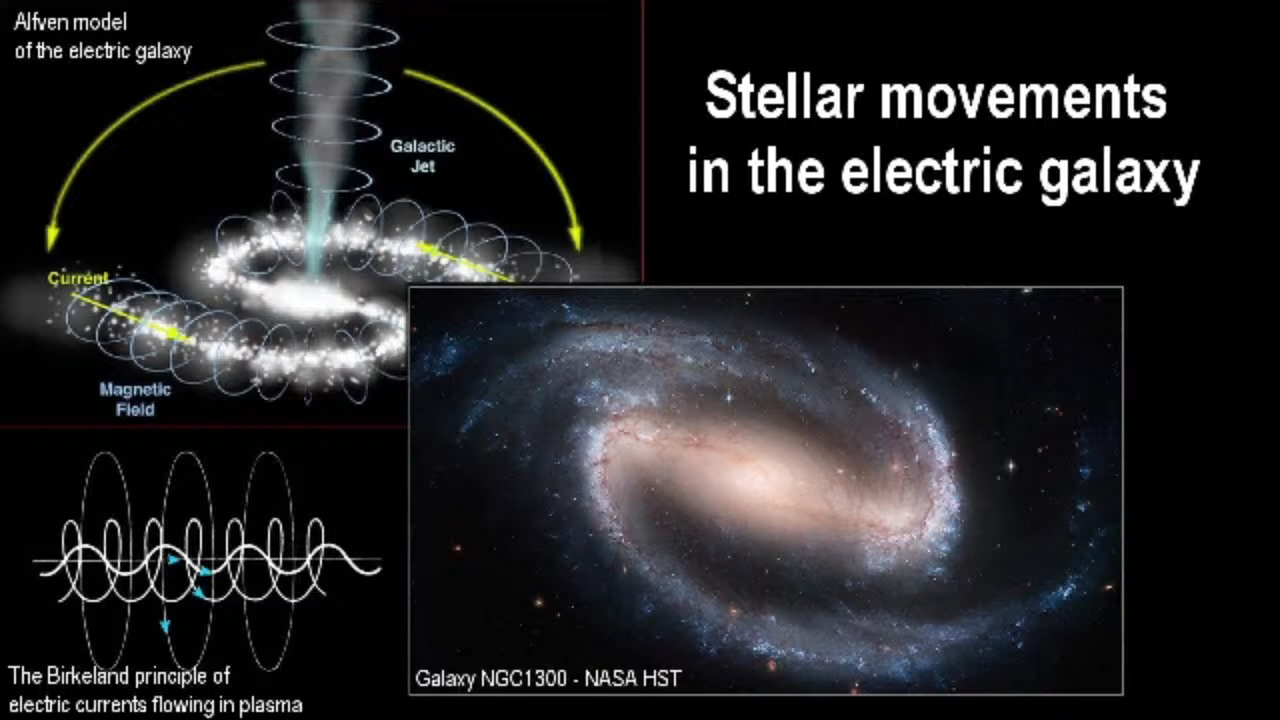 Alfven model
of the electric galaxy
Stellar movements
in the electric galaxy
Galactic
Jet
Current
Magnetic
Field
Galaxy NGC1300 - NASA HST
The Birkeland principle of
electric currents flowing in plasma